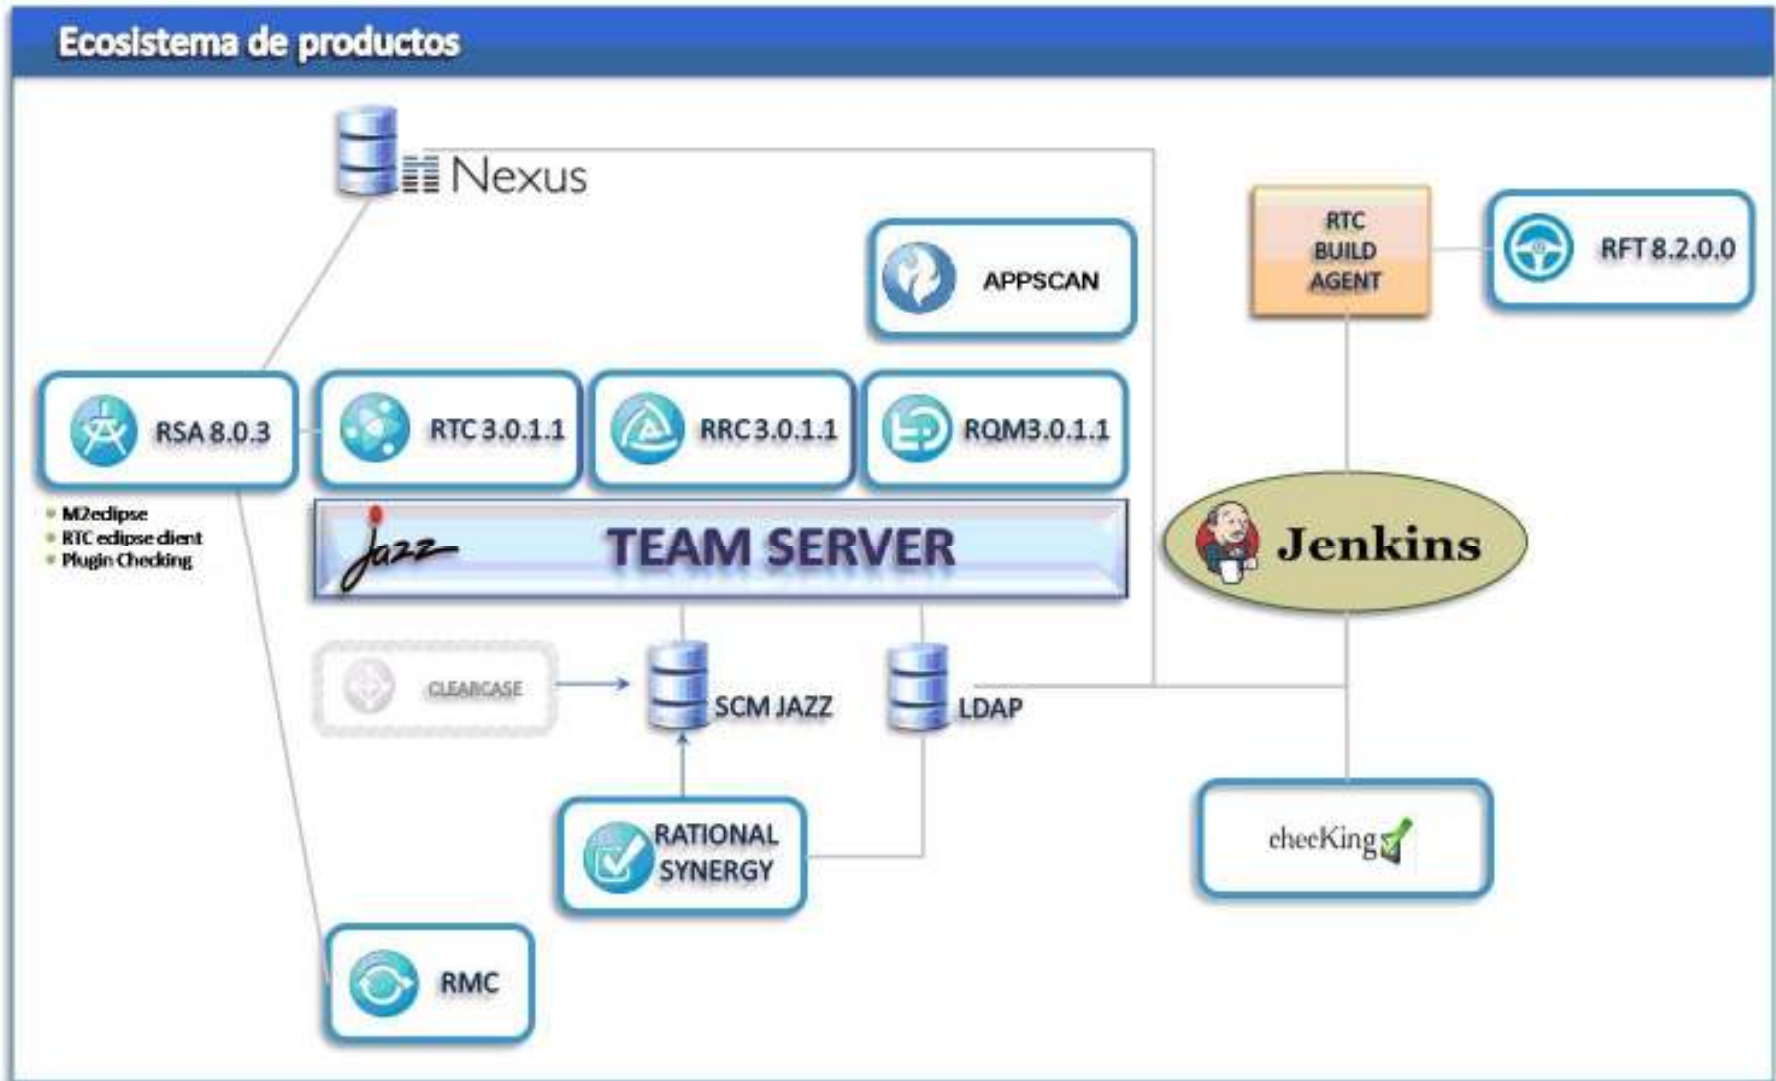 Ecosistema de productos
Nexus
APPSCAN
RTC
BUILD
AGENT
RFT 8.2.0.0
RSA 8.0.3
RTC 3.0.1.1
RRC 3.0.1.1
RQM3.0.1.1
M2eclipse
RTC eclipse client
Plugin Checking
jazz
TEAM SERVER
Jenkins
CLEARCASE
SCM JAZZ
LDAP
RATIONAL
SYNERGY
checKing
RMC